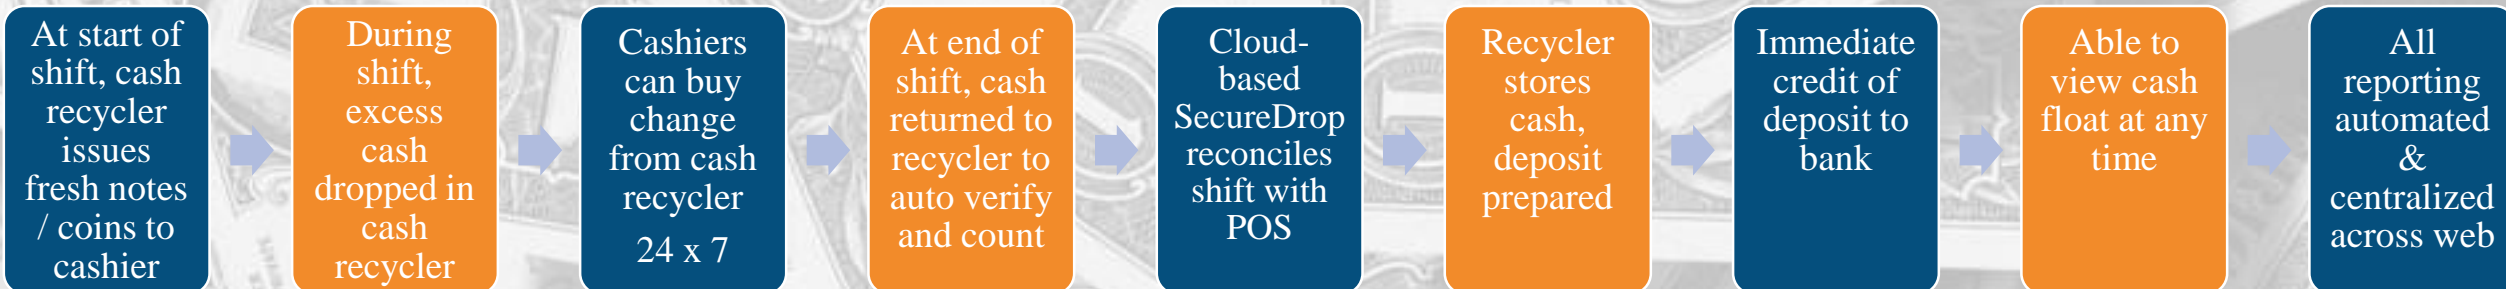 At start of
shift, cash
recycler
issues
fresh notes
/ coins to
cashier
During
shift,
excess
cash
dropped in
cash
recycler
Cashiers
can buy
change
from cash
recycler
24 x 7
At end of
shift, cash
returned to
recycler to
auto verify
and count
Cloud-
based
SecureDrop
reconciles
shift with
POS
Recycler
stores
cash,
deposit
prepared
Immediate
credit of
deposit to
bank
Able to
view cash
float at any
time
All
reporting
automated
&
centralized
across web